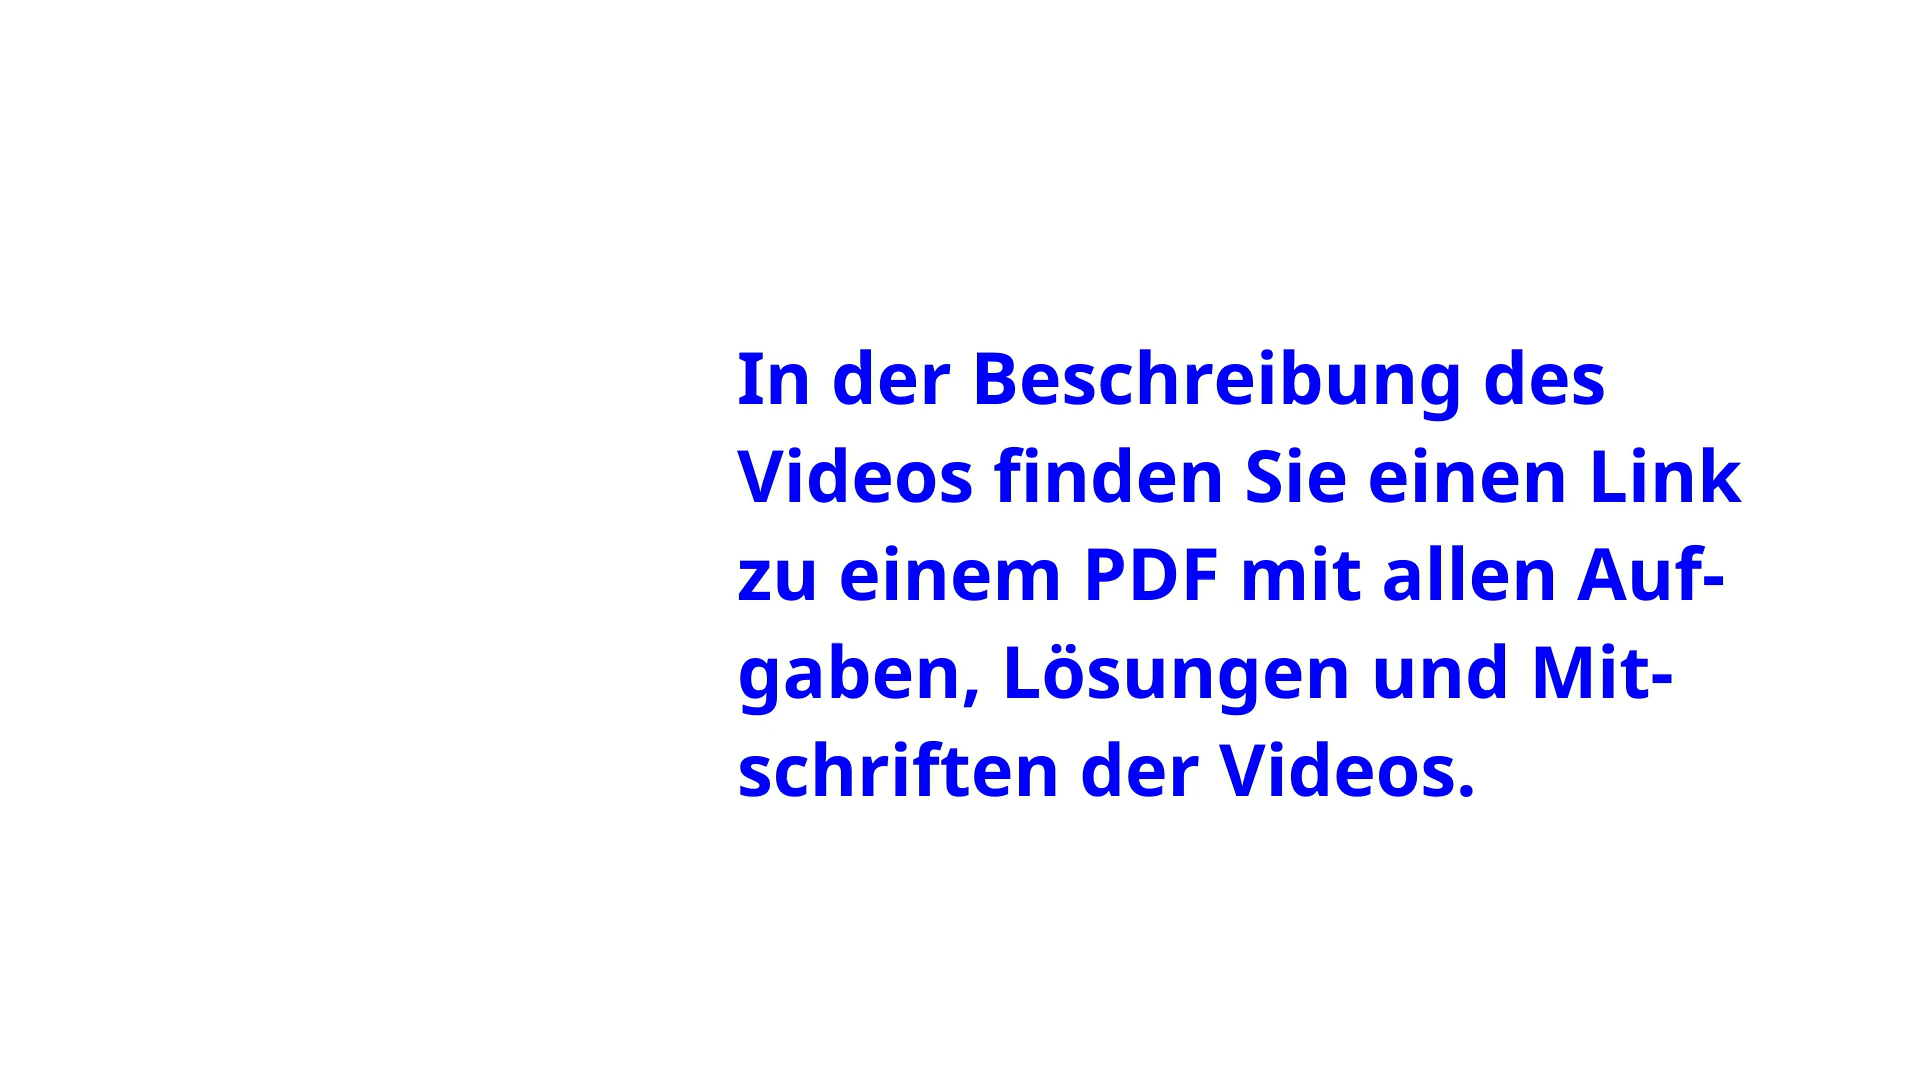 In der Beschreibung des
Videos finden Sie einen Link
zu einem PDF mit allen Auf-
gaben, Lösungen und Mit-
schriften der Videos.